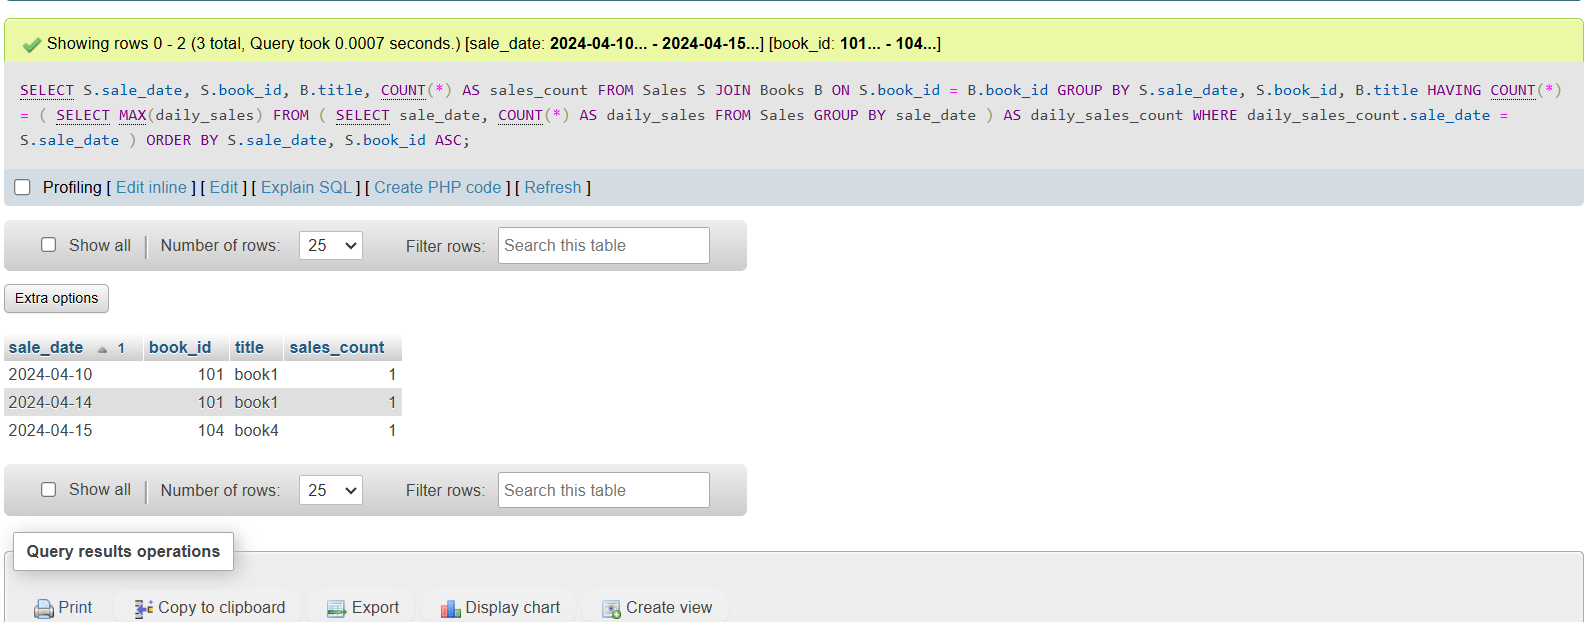 Showing rows 0 - 2 (3 total, Query took 0.0007 seconds.) [sale_date: 2024-04-10... - 2024-04-15...] [book_id: 101... - 104...]
SELECT S.sale_date, S.book_id, B.title, COUNT(*) AS sales_count FROM Sales S JOIN Books B ON S.book_id = B.book_id GROUP BY S.sale_date, S.book_id, B.title HAVING COUNT(*)
= ( SELECT MAX(daily_sales) FROM ( SELECT sale_date, COUNT(*) AS daily_sales FROM Sales GROUP BY sale_date ) AS daily_sales_count WHERE daily_sales_count.sale_date =
S.sale_date ) ORDER BY S.sale_date, S.book_id ASC;
Profiling [ Edit inline ] [ Edit ] [ Explain SQL ] [ Create PHP code ] [ Refresh ]
Show all Number of rows: 25 Filter rows: Search this table
Extra options
sale_date 1 book_id title sales_count
2024-04-10 101 book1 1
2024-04-14 101 book1 1
2024-04-15 104 book4 1
Show all Number of rows: 25 Filter rows: Search this table
Query results operations
Print Copy to clipboard Export Display chart Create view